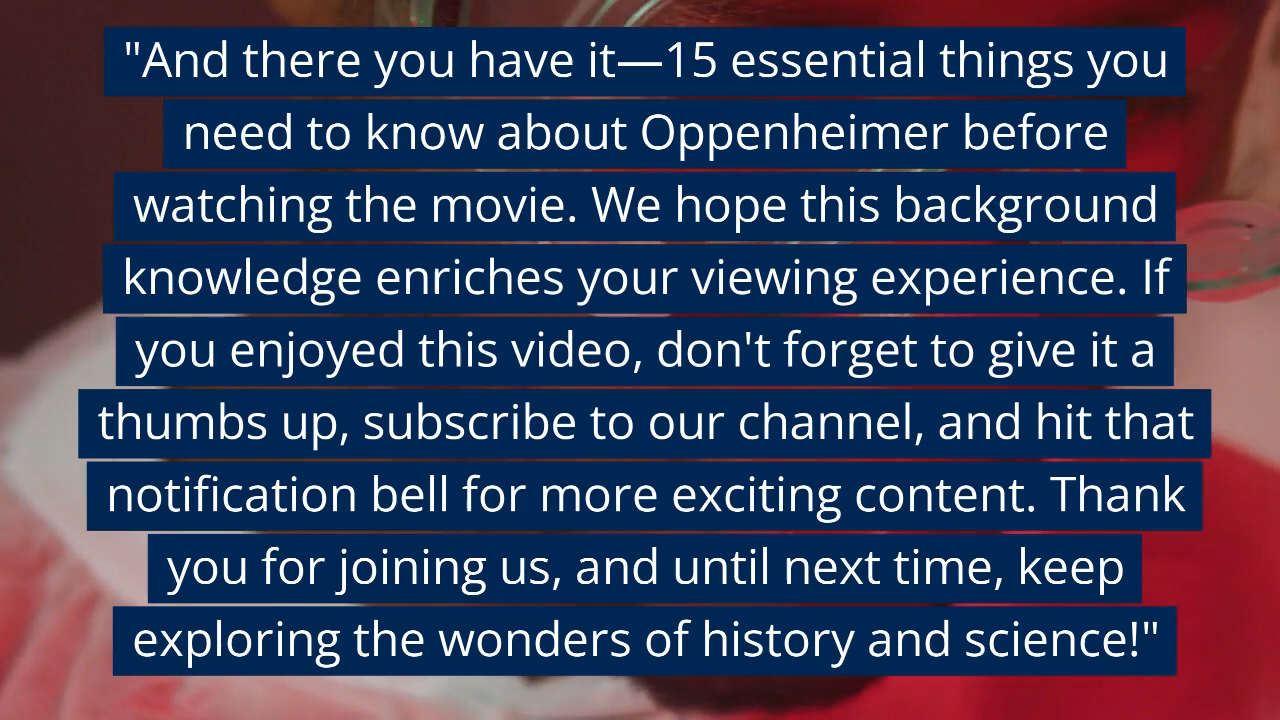 "And there you have it—15 essential things you
need to know about Oppenheimer before
watching the movie. We hope this background
knowledge enriches your viewing experience. If
you enjoyed this video, don't forget to give it a
thumbs up, subscribe to our channel, and hit that
notification bell for more exciting content. Thank
you for joining us, and until next time, keep
exploring the wonders of history and science!"